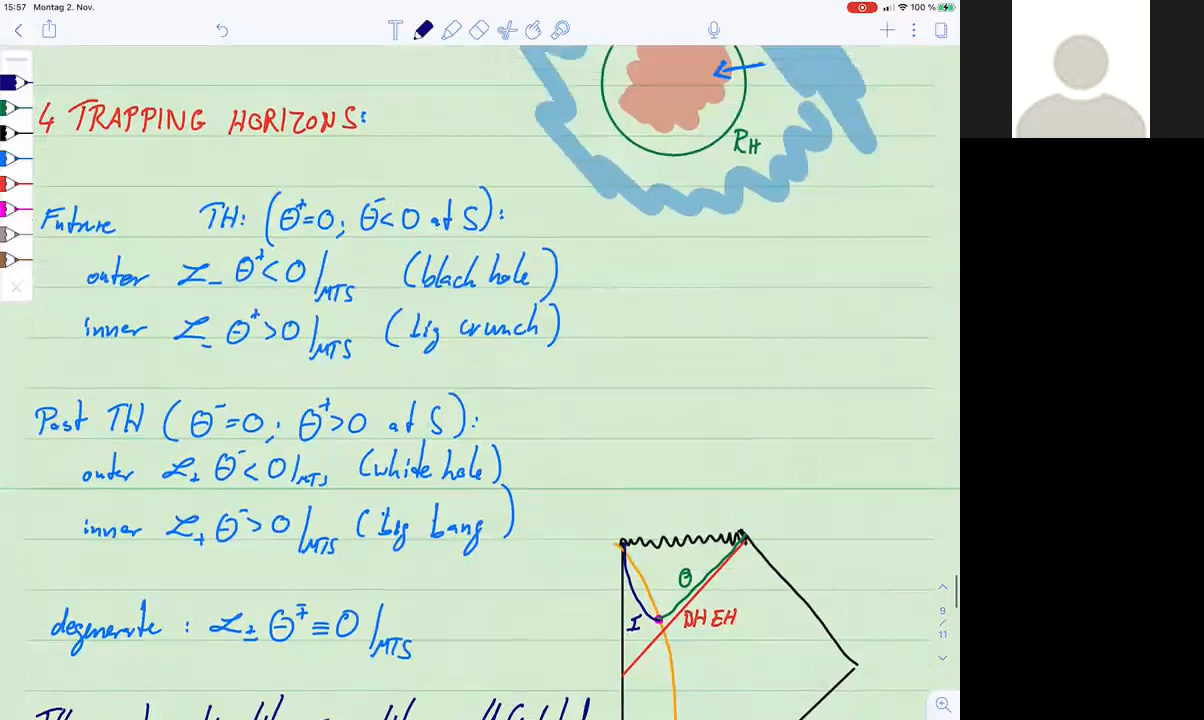 15:57 Montag 2. Nov.
100 %
T
R_H
4 TRAPPING HORIZONS:
Future TH: (Θ⁺=0; Θ⁻<0 at S):
outer ℒ₋ Θ⁺<0|MTS (black hole)
inner ℒ₋ Θ⁺>0|MTS (big crunch)
Past TH (Θ⁻=0; Θ⁺>0 at S):
outer ℒ₊ Θ⁻<0|MTS (white hole)
inner ℒ₊ Θ⁻>0|MTS (big bang)
degenerate: ℒ± Θ∓ ≡ 0|MTS
I
DH EH
9
/
11